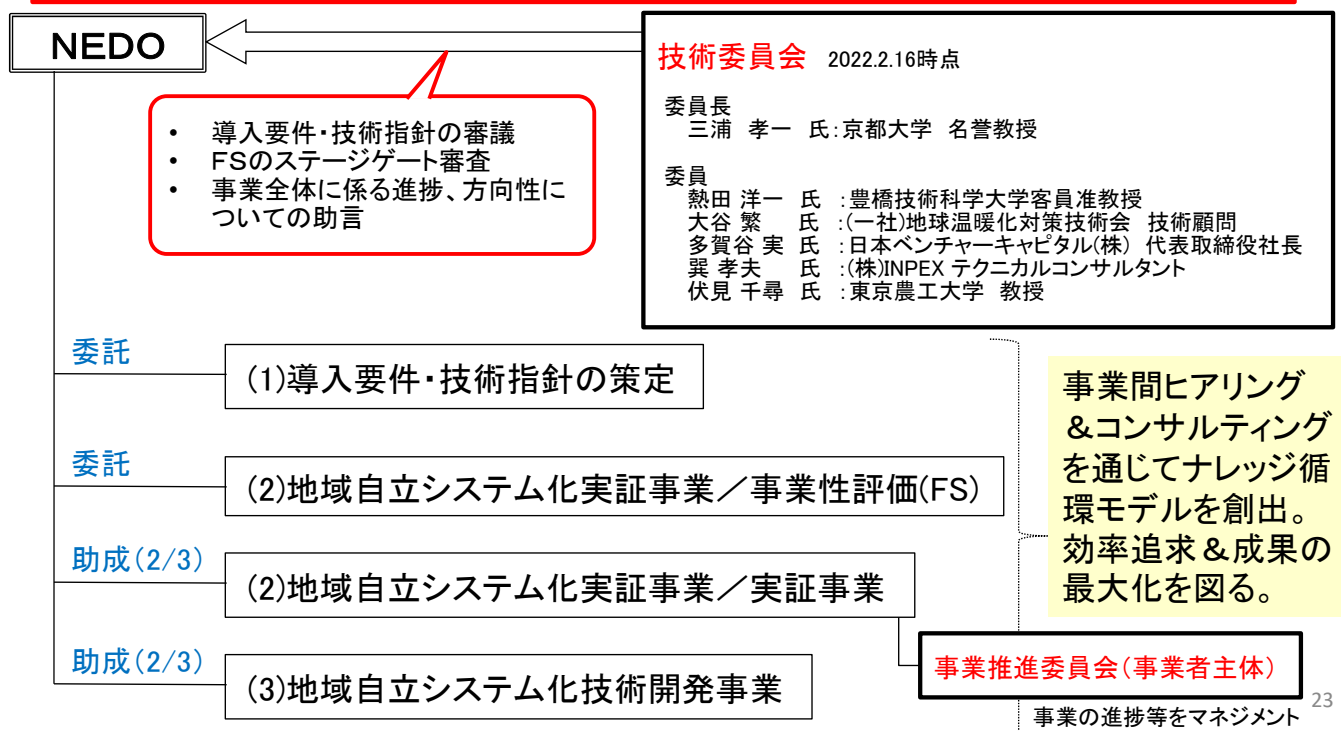 NEDO
技術委員会 2022.2.16時点
委員長
三浦 孝一 氏:京都大学 名誉教授
委員
熱田 洋一 氏 :豊橋技術科学大学客員准教授
大谷 繁 氏 :(一社)地球温暖化対策技術会 技術顧問
多賀谷 実 氏 :日本ベンチャーキャピタル(株) 代表取締役社長
巽 孝夫 氏 :(株)INPEX テクニカルコンサルタント
伏見 千尋 氏 :東京農工大学 教授
• 導入要件・技術指針の審議
• FSのステージゲート審査
• 事業全体に係る進捗、方向性に
ついての助言
委託
(1)導入要件・技術指針の策定
委託
(2)地域自立システム化実証事業／事業性評価(FS)
助成(2/3)
(2)地域自立システム化実証事業／実証事業
助成(2/3)
(3)地域自立システム化技術開発事業
事業間ヒアリング
＆コンサルティング
を通じてナレッジ循
環モデルを創出。
効率追求＆成果の
最大化を図る。
事業推進委員会(事業者主体)
事業の進捗等をマネジメント
23